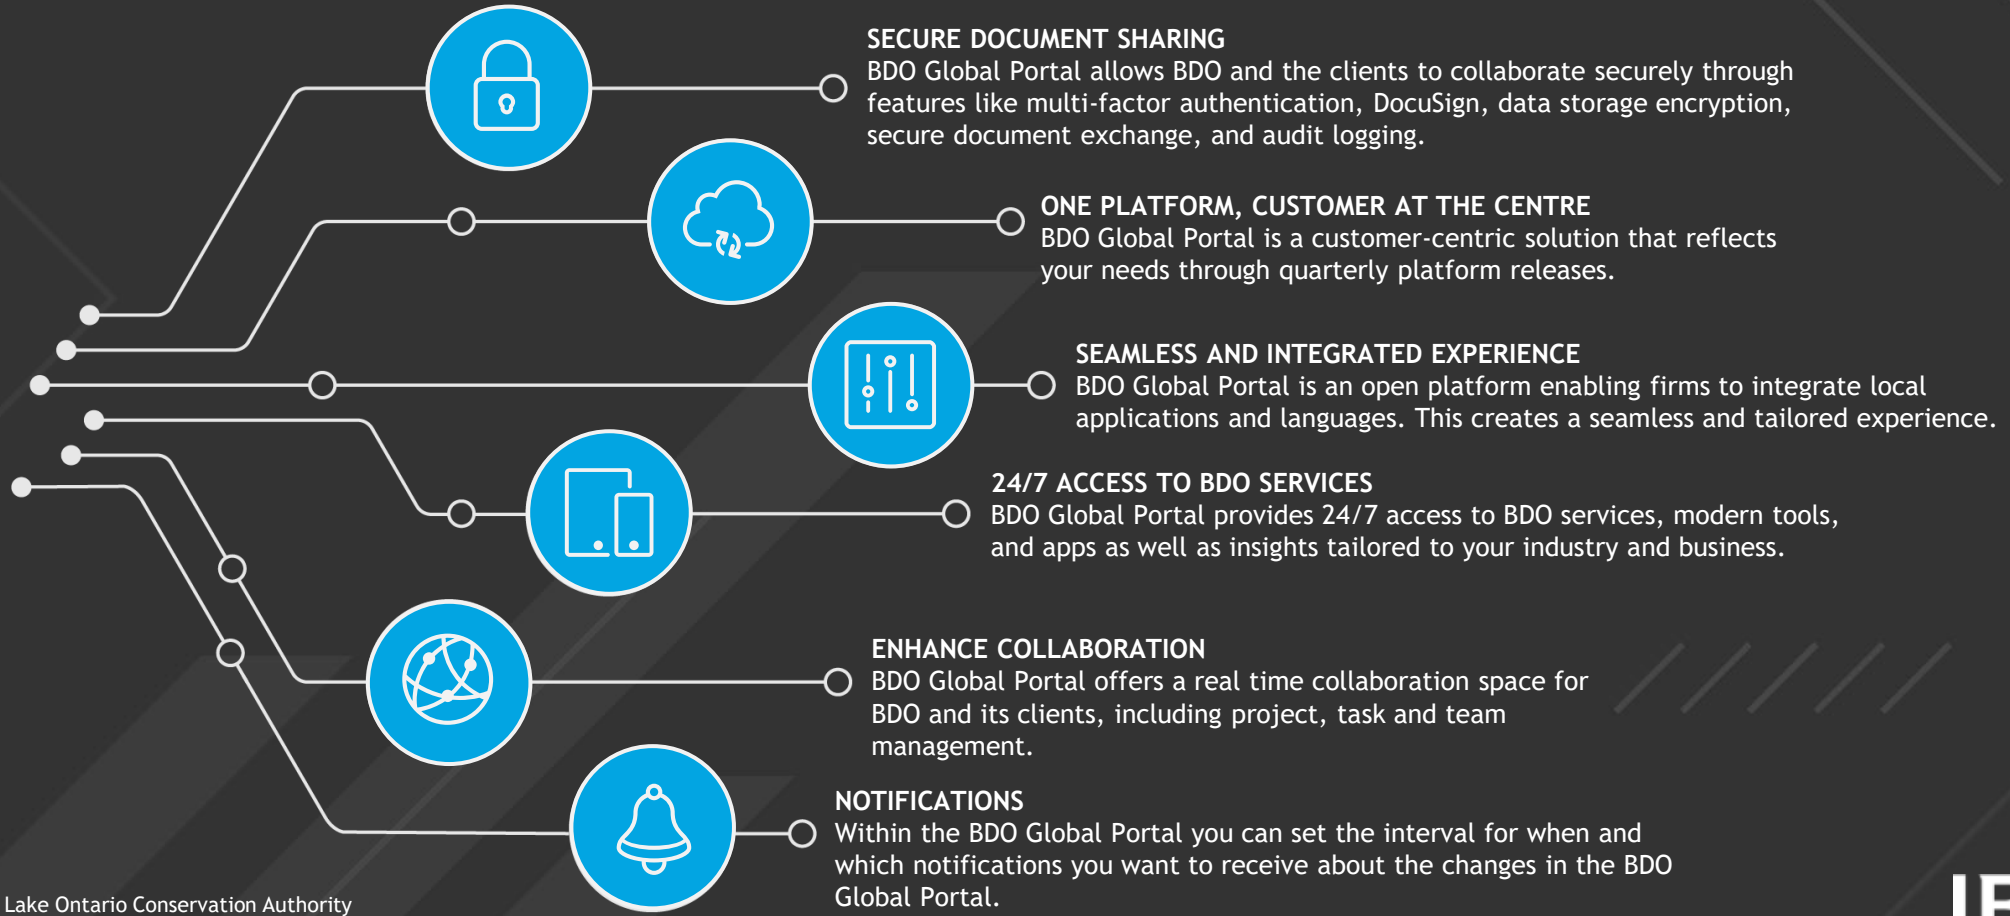 SECURE DOCUMENT SHARING
BDO Global Portal allows BDO and the clients to collaborate securely through
features like multi-factor authentication, DocuSign, data storage encryption,
secure document exchange, and audit logging.
ONE PLATFORM, CUSTOMER AT THE CENTRE
BDO Global Portal is a customer-centric solution that reflects
your needs through quarterly platform releases.
SEAMLESS AND INTEGRATED EXPERIENCE
BDO Global Portal is an open platform enabling firms to integrate local
applications and languages. This creates a seamless and tailored experience.
24/7 ACCESS TO BDO SERVICES
BDO Global Portal provides 24/7 access to BDO services, modern tools,
and apps as well as insights tailored to your industry and business.
ENHANCE COLLABORATION
BDO Global Portal offers a real time collaboration space for
BDO and its clients, including project, task and team
management.
NOTIFICATIONS
Within the BDO Global Portal you can set the interval for when and
which notifications you want to receive about the changes in the BDO
Global Portal.
Lake Ontario Conservation Authority